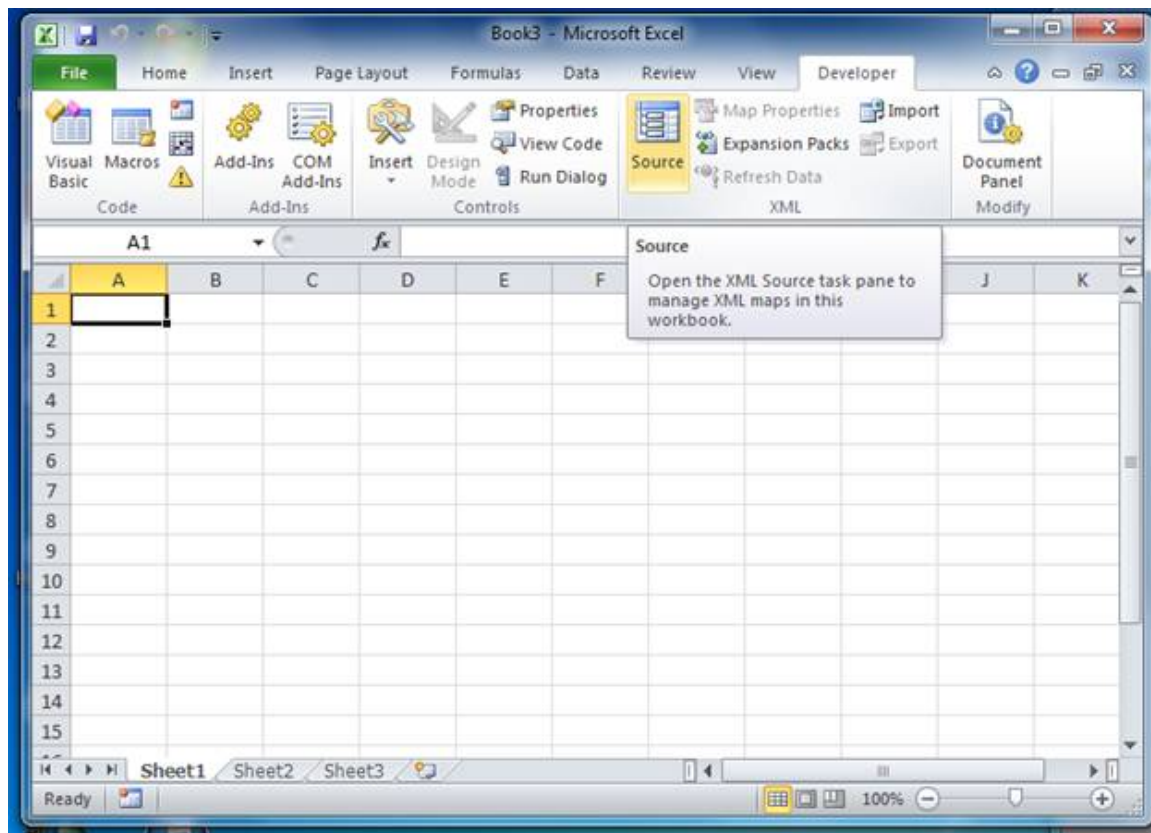 Book3 - Microsoft Excel
File Home Insert Page Layout Formulas Data Review View Developer
Visual Basic
Macros
Code
Add-Ins
COM Add-Ins
Add-Ins
Insert
Design Mode
Properties
View Code
Run Dialog
Controls
Source
Map Properties
Expansion Packs
Refresh Data
Import
Export
XML
Document Panel
Modify
A1
fx
Source
Open the XML Source task pane to
manage XML maps in this
workbook.
A B C D E F J K
1
2
3
4
5
6
7
8
9
10
11
12
13
14
15
Sheet1 Sheet2 Sheet3
Ready
100%